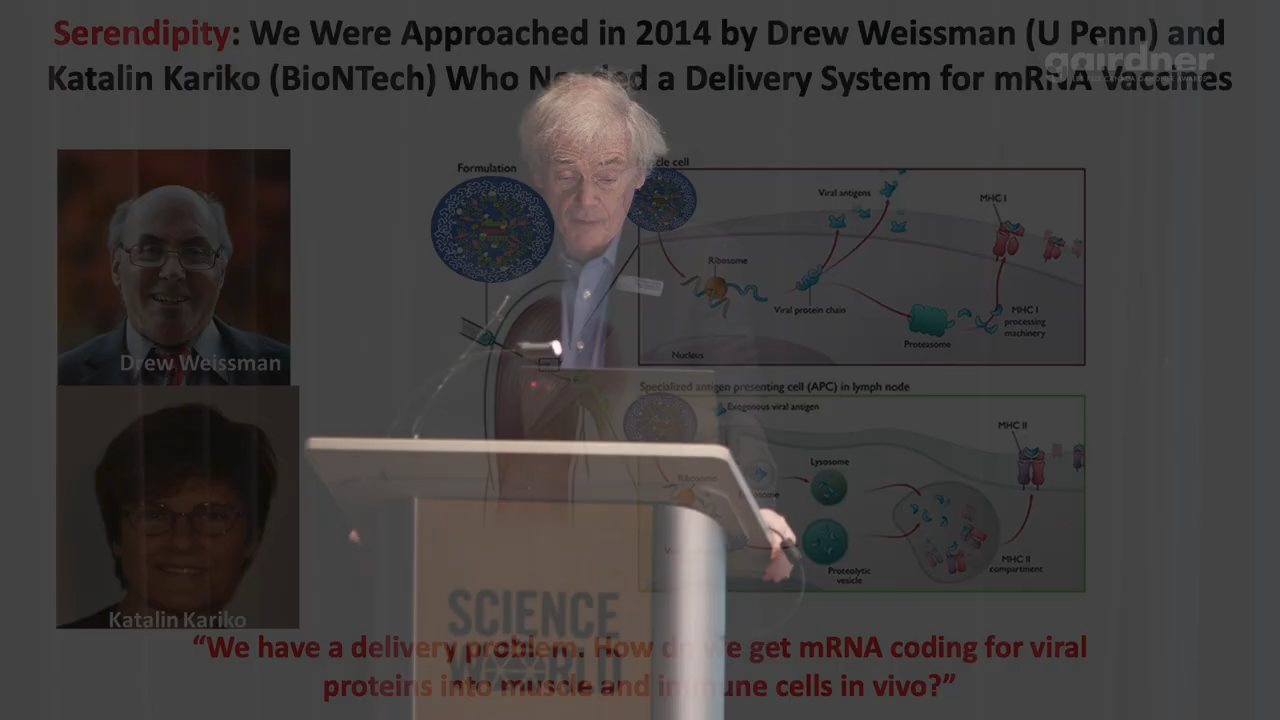 Serendipity: We Were Approached in 2014 by Drew Weissman (U Penn) and
Katalin Kariko (BioNTech) Who Needed a Delivery System for mRNA Vaccines
gairdner
Formulation
Muscle cell
Viral antigens
MHC I
Ribosome
Viral protein chain
MHC I
processing
machinery
Proteasome
Nucleus
Drew Weissman
Specialized antigen presenting cell (APC) in lymph node
Exogenous viral antigen
MHC II
Lysosome
Ribosome
MHC II
compartment
Proteolytic
vesicle
Katalin Kariko
SCIENCE
WORLD
“We have a delivery problem. How do we get mRNA coding for viral
proteins into muscle and immune cells in vivo?”